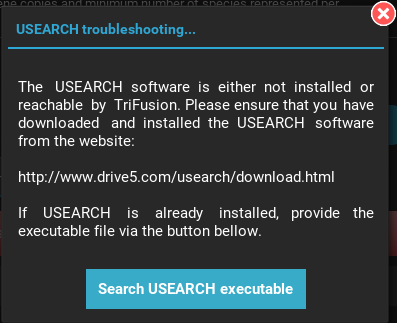 ene copies and minimum number of species represented per
USEARCH troubleshooting...
The USEARCH software is either not installed or
reachable by TriFusion. Please ensure that you have
downloaded and installed the USEARCH software
from the website:
http://www.drive5.com/usearch/download.html
If USEARCH is already installed, provide the
executable file via the button bellow.
Search USEARCH executable